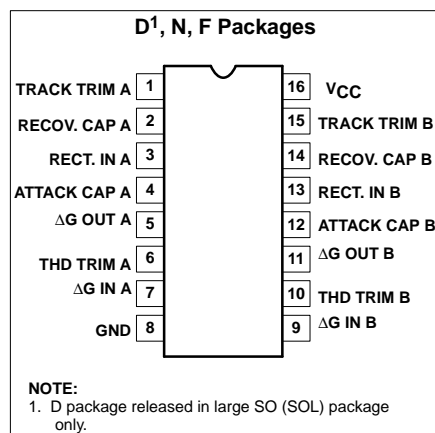 D1, N, F Packages
TRACK TRIM A 1 16 VCC
RECOV. CAP A 2 15 TRACK TRIM B
RECT. IN A 3 14 RECOV. CAP B
ATTACK CAP A 4 13 RECT. IN B
ΔG OUT A 5 12 ATTACK CAP B
THD TRIM A 6 11 ΔG OUT B
ΔG IN A 7 10 THD TRIM B
GND 8 9 ΔG IN B
NOTE:
1. D package released in large SO (SOL) package
only.